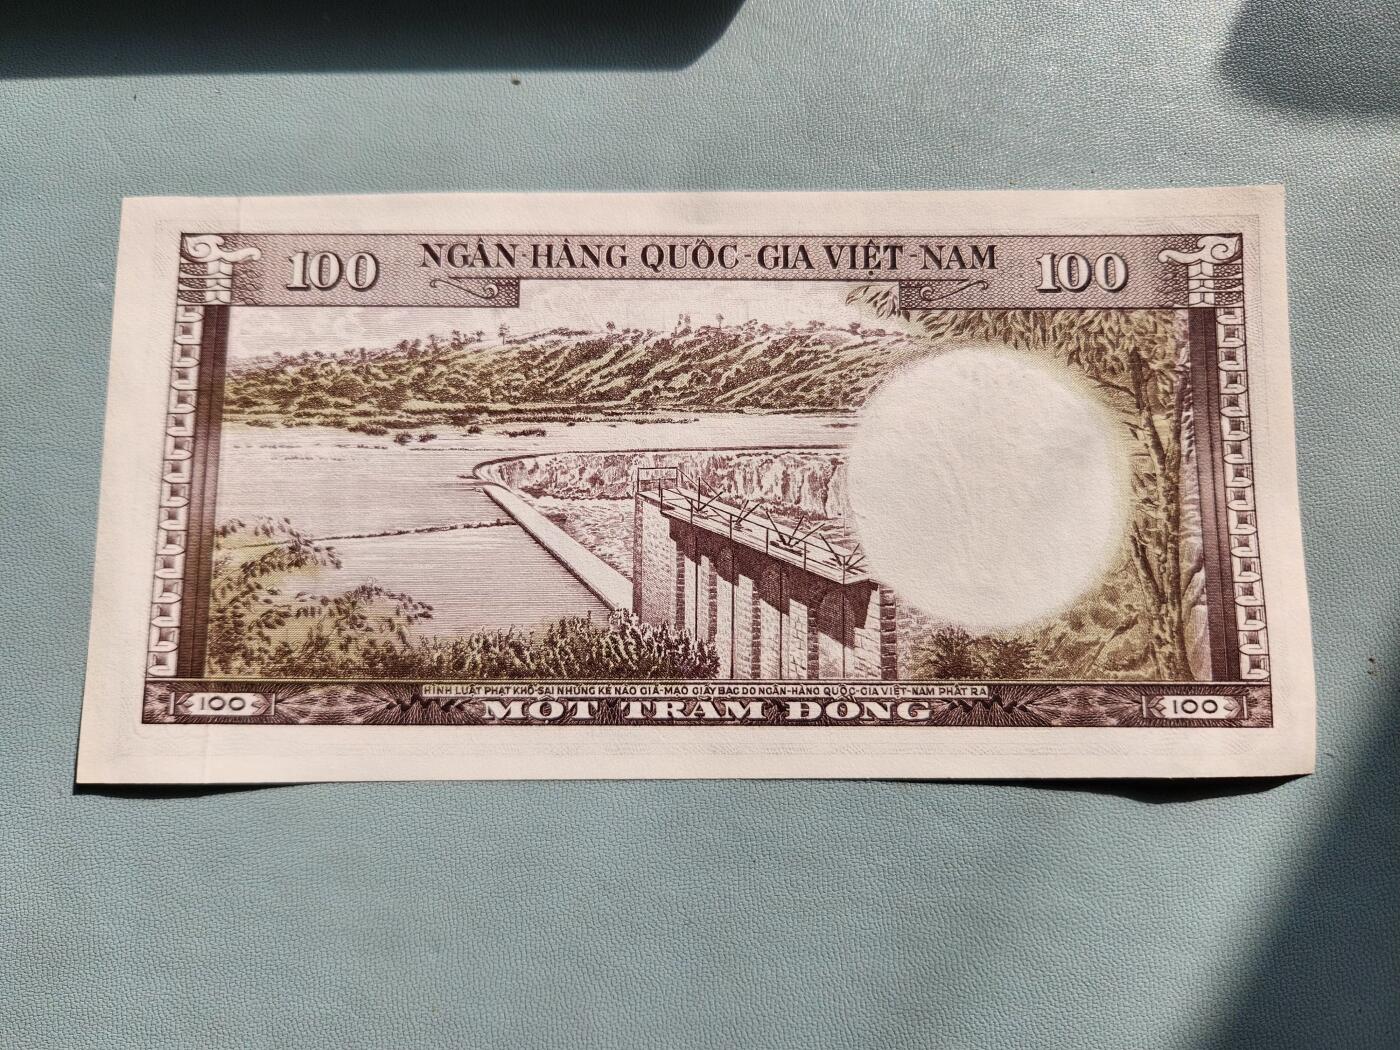 100 NGÂN-HÀNG QUỐC-GIA VIỆT-NAM 100
HÌNH LUẬT PHẠT KHỔ-SAI NHỮNG KẺ NÀO GIẢ-MẠO GIẤY BẠC DO NGÂN-HÀNG QUỐC-GIA VIỆT-NAM PHÁT RA
100 MỘT TRĂM ĐỒNG 100